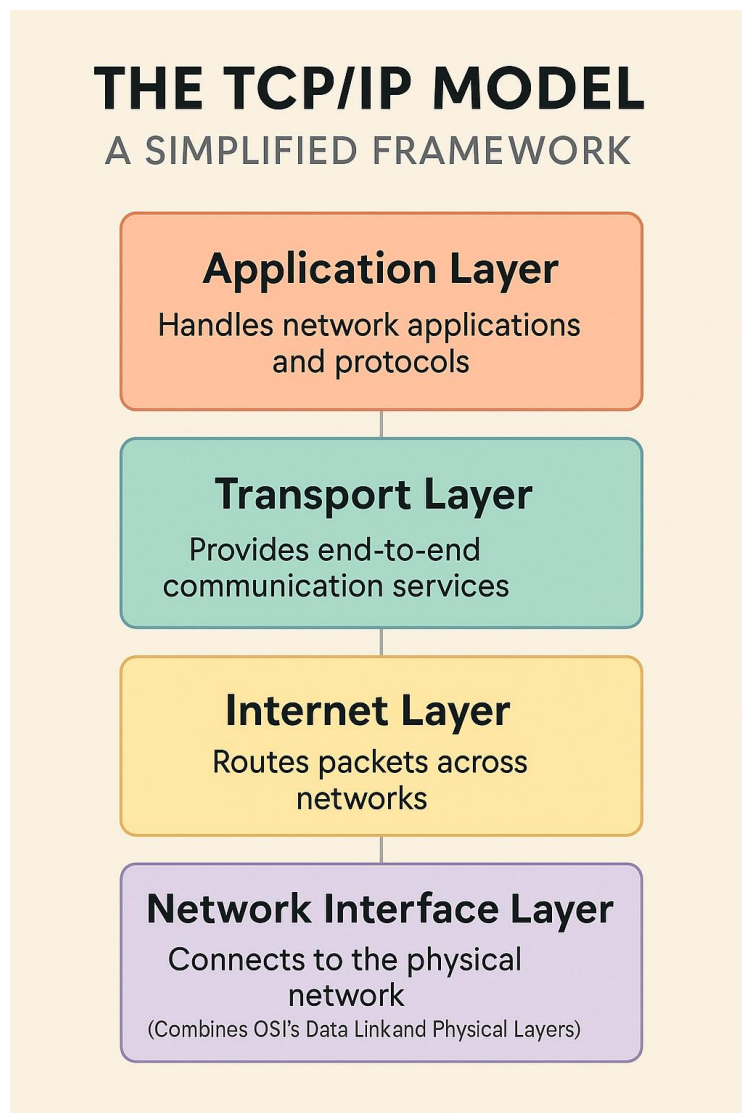 THE TCP/IP MODEL
A SIMPLIFIED FRAMEWORK
Application Layer
Handles network applications
and protocols
Transport Layer
Provides end-to-end
communication services
Internet Layer
Routes packets across
networks
Network Interface Layer
Connects to the physical
network
(Combines OSI's Data Linkand Physical Layers)